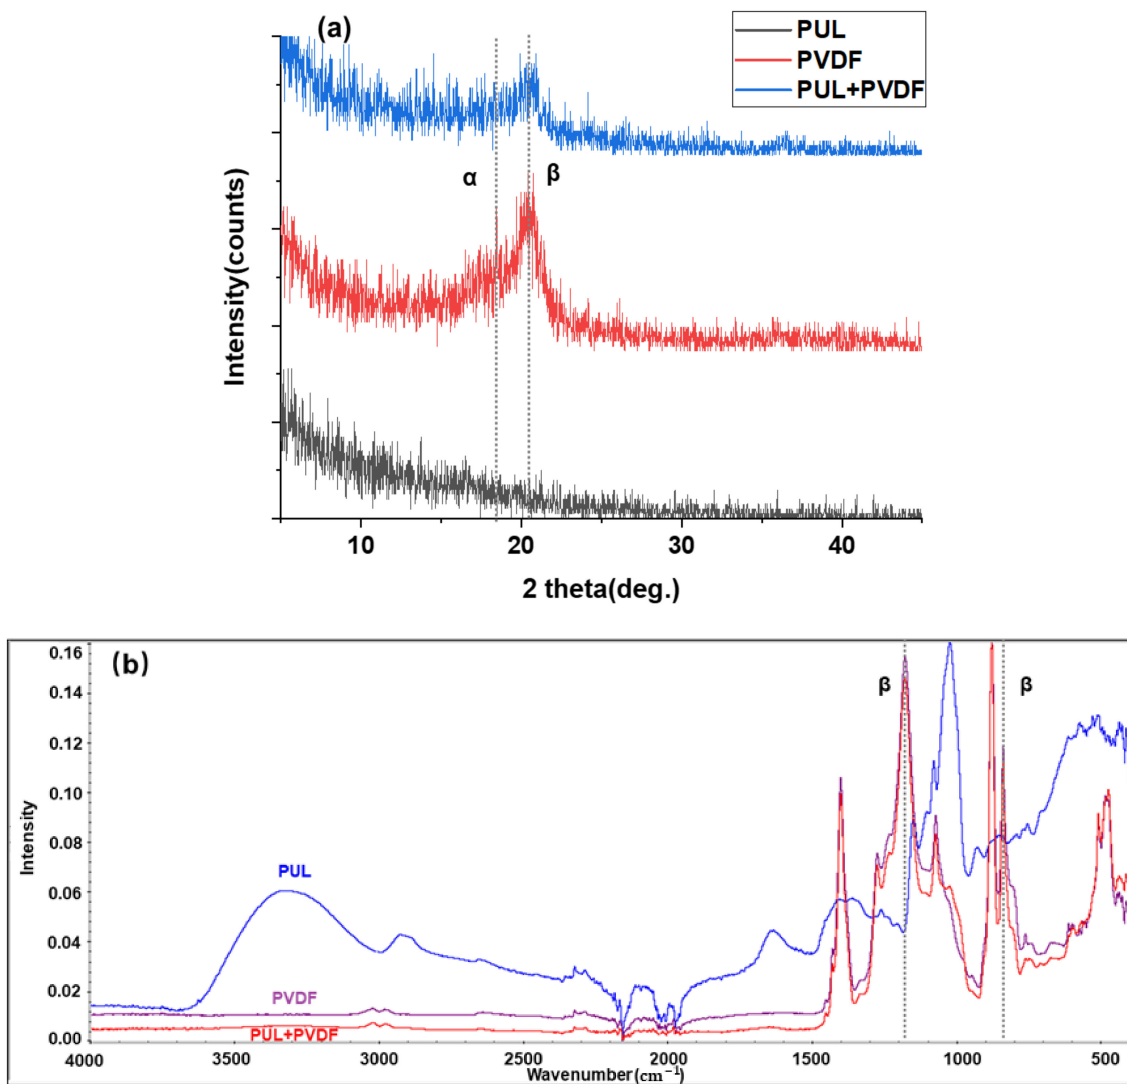 (a)
PUL
PVDF
PUL+PVDF
α
β
Intensity(counts)
10
20
30
40
2 theta(deg.)
(b)
0.16
0.14
0.12
0.10
0.08
0.06
0.04
0.02
0.00
Intensity
β
β
PUL
PVDF
PUL+PVDF
4000
3500
3000
2500
2000
1500
1000
500
Wavenumber(cm⁻¹)